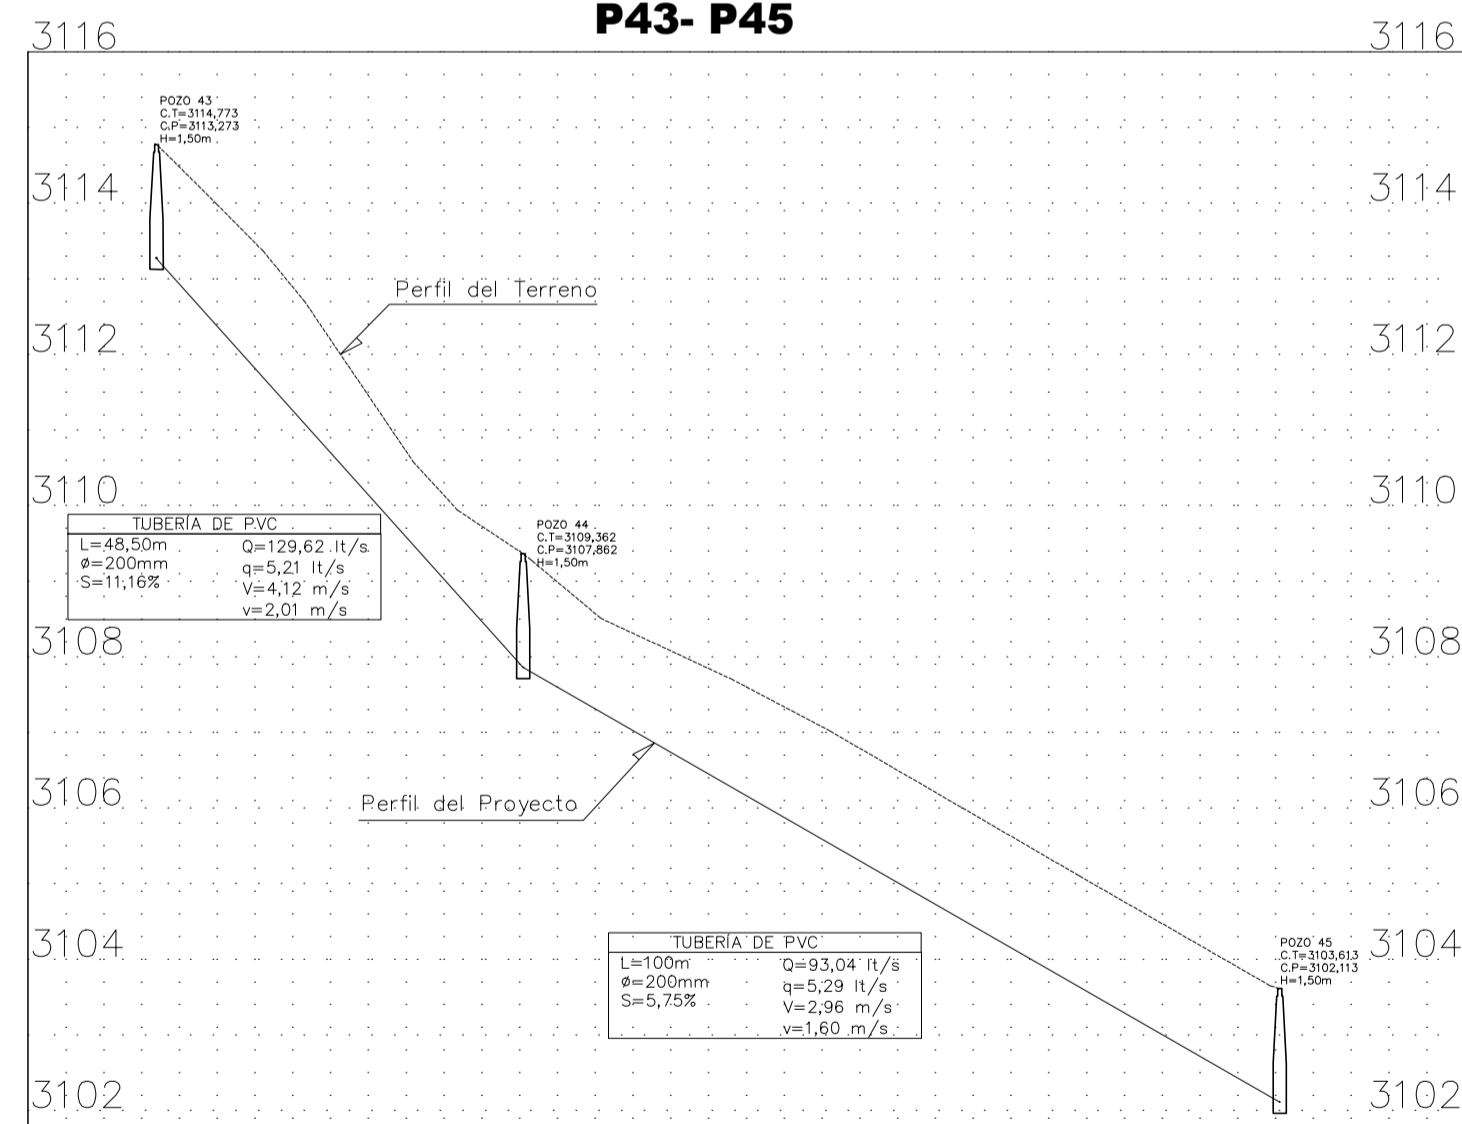 P43- P45
3116
3116
POZO 43
C.T=3114,773
C.P=3113,273
H=1,50m
3114
3114
Perfil del Terreno
3112
3112
3110
3110
TUBERÍA DE PVC
L=48,50m
Q=129,62 lt/s
Ø=200mm
q=5,21 lt/s
S=11,16%
V=4,12 m/s
v=2,01 m/s
POZO 44
C.T=3109,362
C.P=3107,862
H=1,50m
3108
3108
3106
3106
Perfil del Proyecto
3104
3104
TUBERÍA DE PVC
L=100m
Q=93,04 lt/s
Ø=200mm
q=5,29 lt/s
S=5,75%
V=2,96 m/s
v=1,60 m/s
POZO 45
C.T=3103,613
C.P=3102,113
H=1,50m
3102
3102